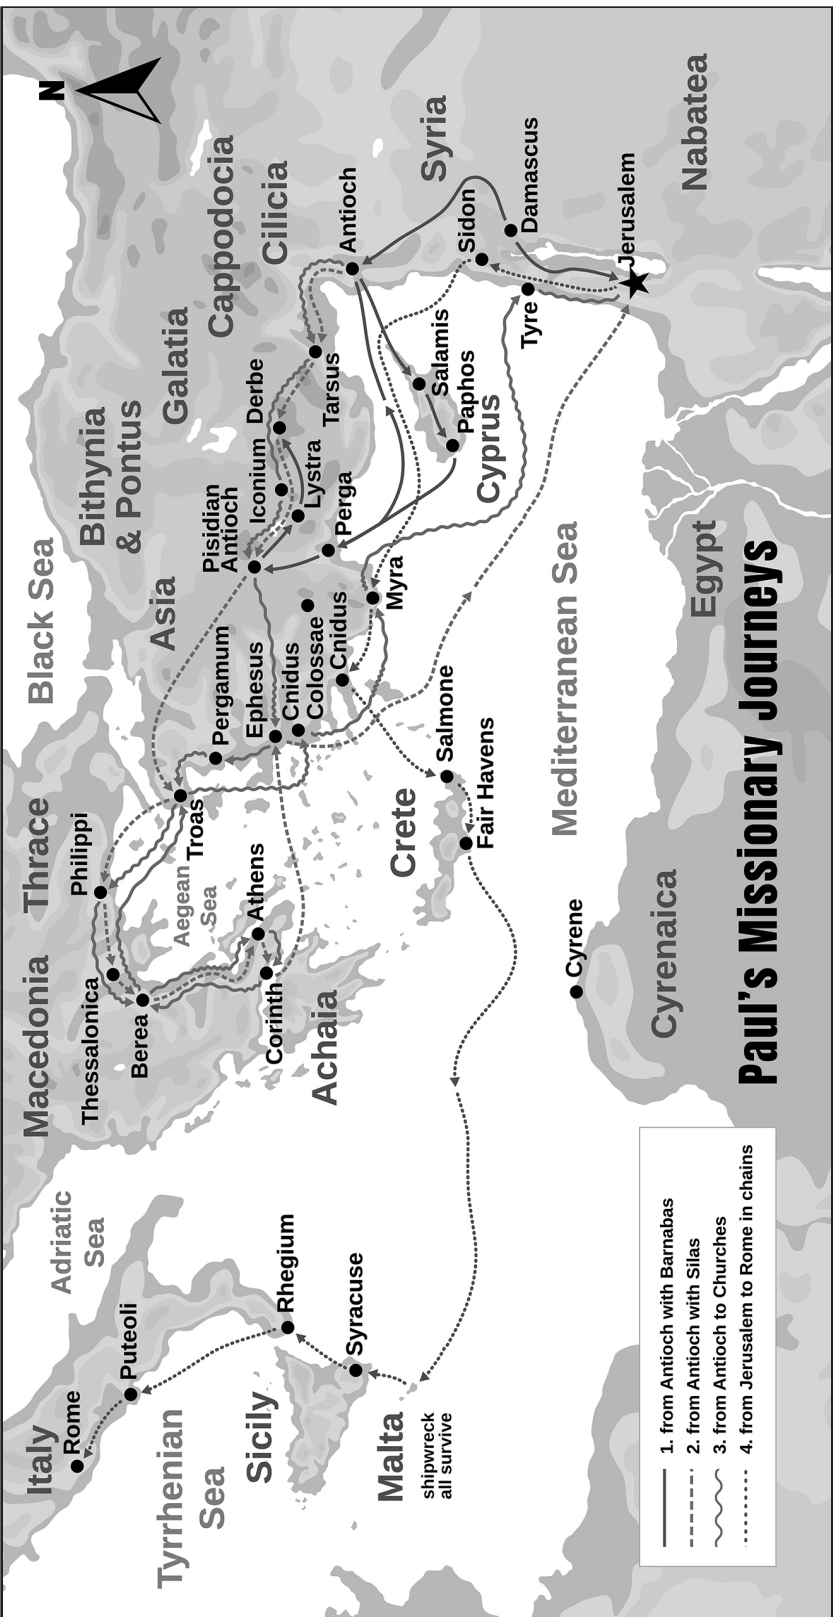 N
Black Sea
Thrace
Macedonia
Philippi
Thessalonica
Berea
Adriatic
Sea
Italy
Rome
Puteoli
Bithynia
& Pontus
Galatia
Cappodocia
Cilicia
Asia
Pisidian
Antioch
Iconium
Derbe
Lystra
Tarsus
Antioch
Perga
Pergamum
Ephesus
Cnidus
Colossae
Cnidus
Myra
Troas
Aegean
Sea
Athens
Corinth
Achaia
Tyrrhenian
Sea
Sicily
Rhegium
Syracuse
Malta
shipwreck
all survive
Syria
Sidon
Damascus
Tyre
Jerusalem
Nabatea
Salamis
Paphos
Cyprus
Crete
Salmone
Fair Havens
Mediterranean Sea
Cyrene
Cyrenaica
Egypt
Paul's Missionary Journeys
1. from Antioch with Barnabas
2. from Antioch with Silas
3. from Antioch to Churches
4. from Jerusalem to Rome in chains